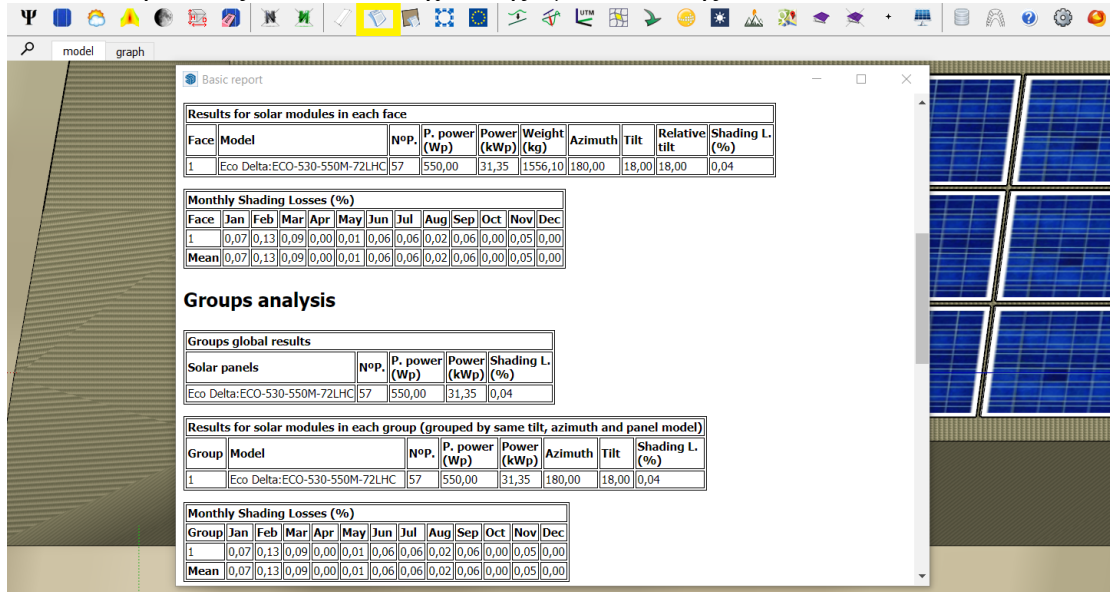 UTM
model graph
Basic report
Results for solar modules in each face
Face Model NºP. P. power (Wp) Power (kWp) Weight (kg) Azimuth Tilt Relative tilt Shading L. (%)
1 Eco Delta:ECO-530-550M-72LHC 57 550,00 31,35 1556,10 180,00 18,00 18,00 0,04
Monthly Shading Losses (%)
Face Jan Feb Mar Apr May Jun Jul Aug Sep Oct Nov Dec
1 0,07 0,13 0,09 0,00 0,01 0,06 0,06 0,02 0,06 0,00 0,05 0,00
Mean 0,07 0,13 0,09 0,00 0,01 0,06 0,06 0,02 0,06 0,00 0,05 0,00
Groups analysis
Groups global results
Solar panels NºP. P. power (Wp) Power (kWp) Shading L. (%)
Eco Delta:ECO-530-550M-72LHC 57 550,00 31,35 0,04
Results for solar modules in each group (grouped by same tilt, azimuth and panel model)
Group Model NºP. P. power (Wp) Power (kWp) Azimuth Tilt Shading L. (%)
1 Eco Delta:ECO-530-550M-72LHC 57 550,00 31,35 180,00 18,00 0,04
Monthly Shading Losses (%)
Group Jan Feb Mar Apr May Jun Jul Aug Sep Oct Nov Dec
1 0,07 0,13 0,09 0,00 0,01 0,06 0,06 0,02 0,06 0,00 0,05 0,00
Mean 0,07 0,13 0,09 0,00 0,01 0,06 0,06 0,02 0,06 0,00 0,05 0,00